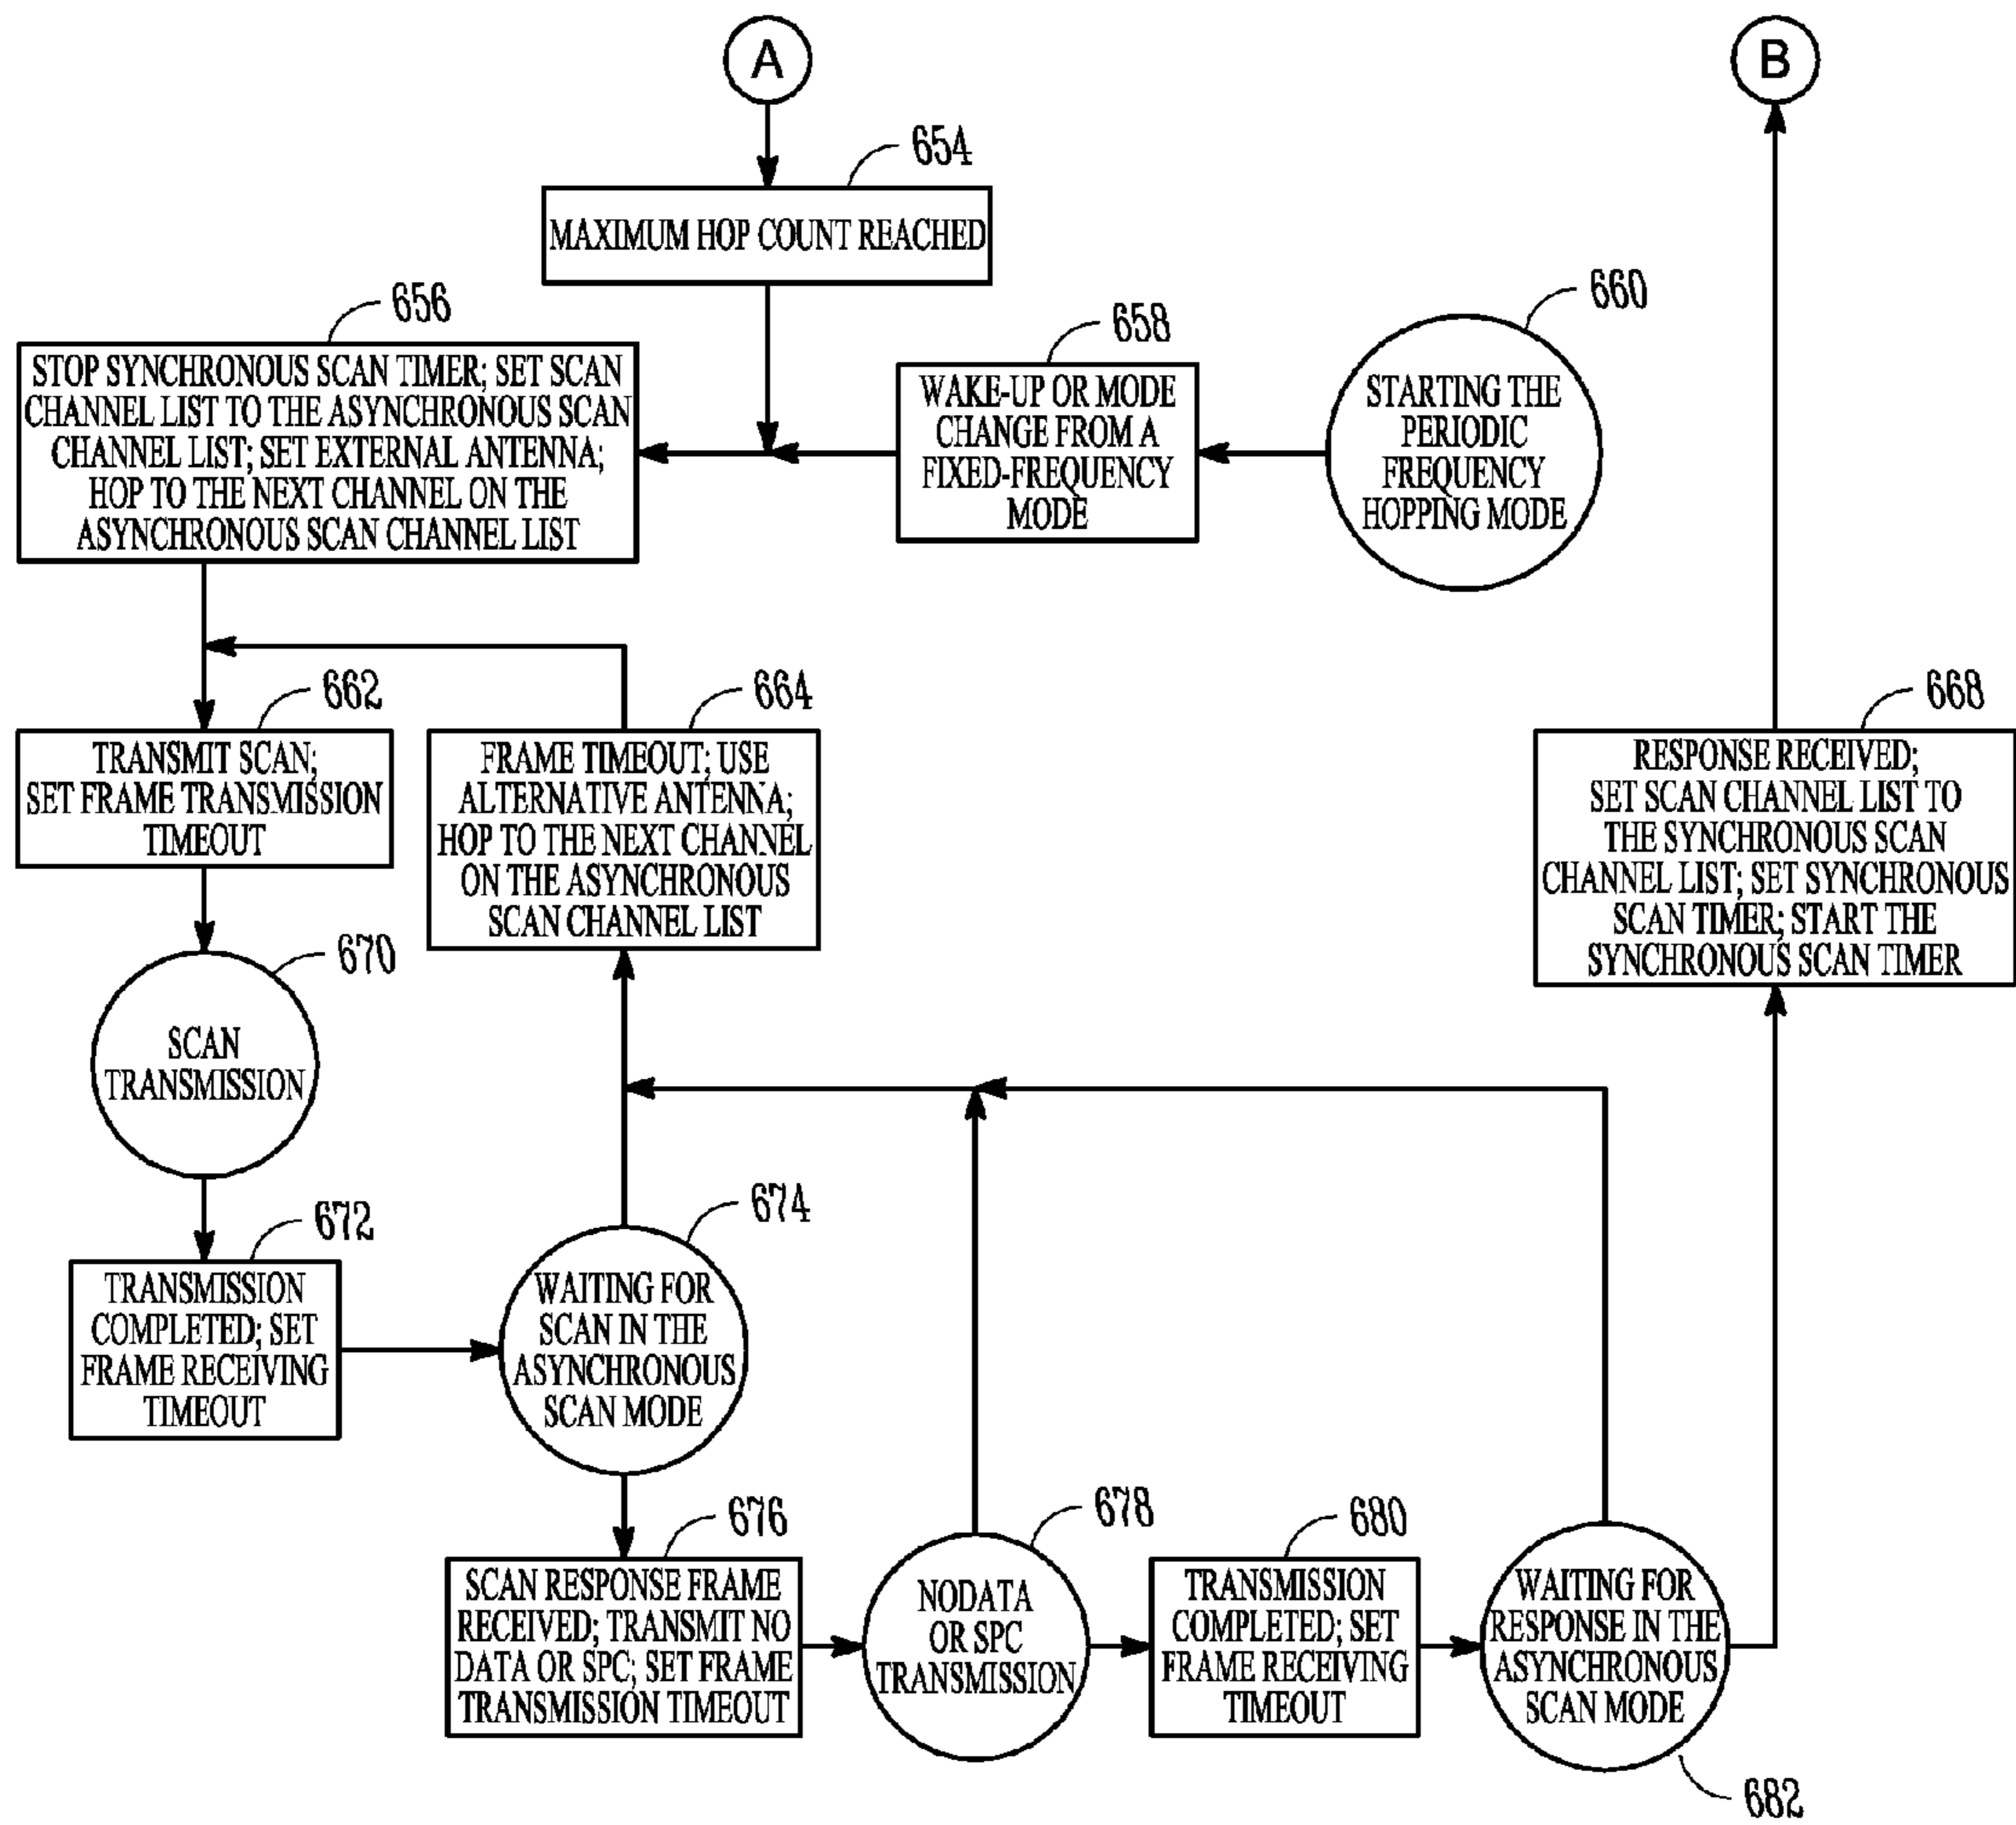 A
B
654
MAXIMUM HOP COUNT REACHED
656
STOP SYNCHRONOUS SCAN TIMER; SET SCAN
CHANNEL LIST TO THE ASYNCHRONOUS SCAN
CHANNEL LIST; SET EXTERNAL ANTENNA;
HOP TO THE NEXT CHANNEL ON THE
ASYNCHRONOUS SCAN CHANNEL LIST
658
WAKE-UP OR MODE
CHANGE FROM A
FIXED-FREQUENCY
MODE
660
STARTING THE
PERIODIC
FREQUENCY
HOPPING MODE
662
TRANSMIT SCAN;
SET FRAME TRANSMISSION
TIMEOUT
664
FRAME TIMEOUT; USE
ALTERNATIVE ANTENNA;
HOP TO THE NEXT CHANNEL
ON THE ASYNCHRONOUS
SCAN CHANNEL LIST
668
RESPONSE RECEIVED;
SET SCAN CHANNEL LIST TO
THE SYNCHRONOUS SCAN
CHANNEL LIST; SET SYNCHRONOUS
SCAN TIMER; START THE
SYNCHRONOUS SCAN TIMER
670
SCAN
TRANSMISSION
672
TRANSMISSION
COMPLETED; SET
FRAME RECEIVING
TIMEOUT
674
WAITING FOR
SCAN IN THE
ASYNCHRONOUS
SCAN MODE
676
SCAN RESPONSE FRAME
RECEIVED; TRANSMIT NO
DATA OR SPC; SET FRAME
TRANSMISSION TIMEOUT
678
NODATA
OR SPC
TRANSMISSION
680
TRANSMISSION
COMPLETED; SET
FRAME RECEIVING
TIMEOUT
WAITING FOR
RESPONSE IN THE
ASYNCHRONOUS
SCAN MODE
682